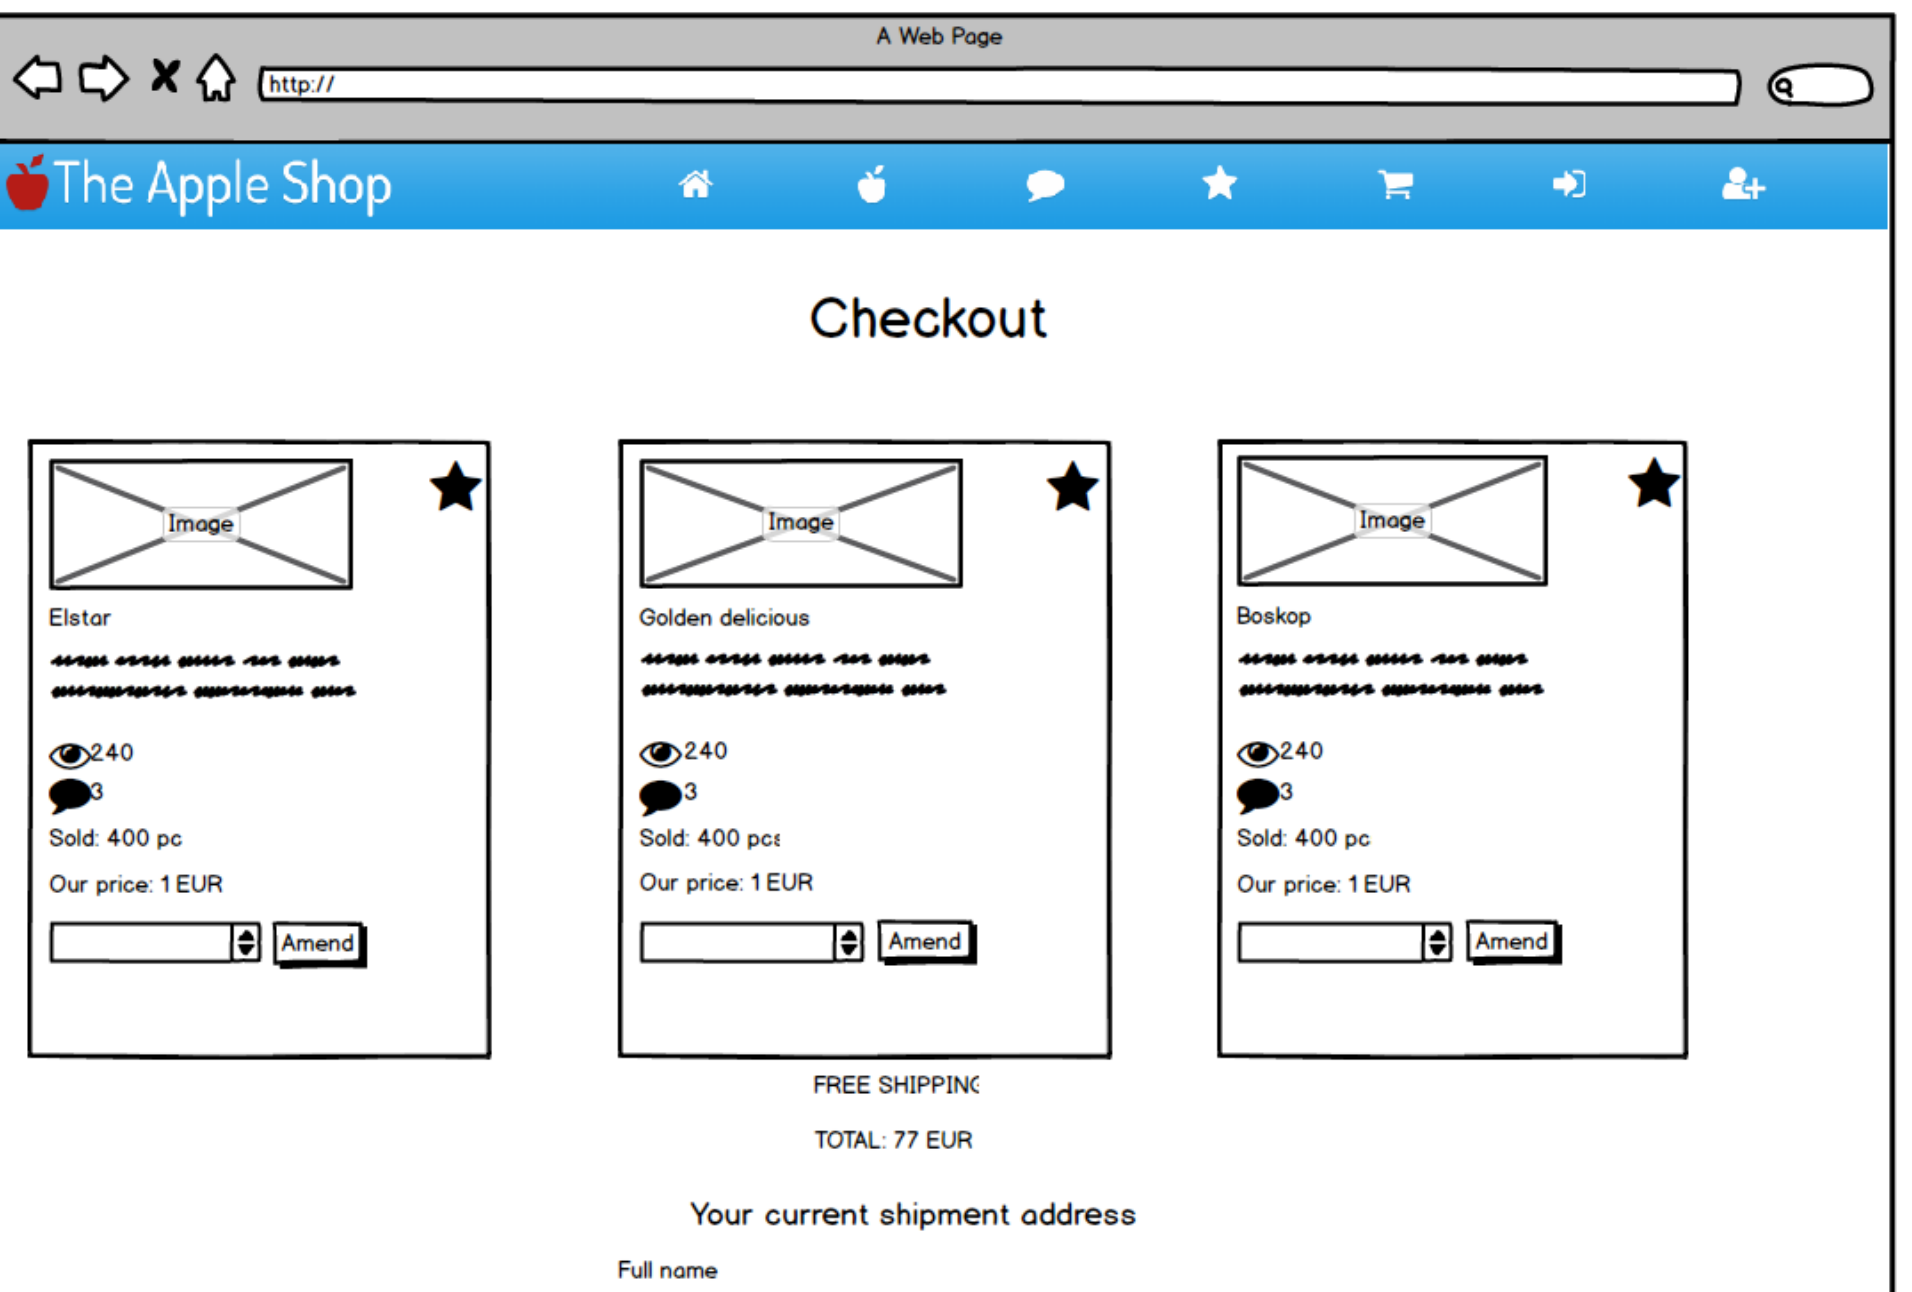 A Web Page
http://
The Apple Shop
Checkout
Image
Elstar
240
3
Sold: 400 pc
Our price: 1 EUR
Amend
Image
Golden delicious
240
3
Sold: 400 pcs
Our price: 1 EUR
Amend
Image
Boskop
240
3
Sold: 400 pc
Our price: 1 EUR
Amend
FREE SHIPPING
TOTAL: 77 EUR
Your current shipment address
Full name